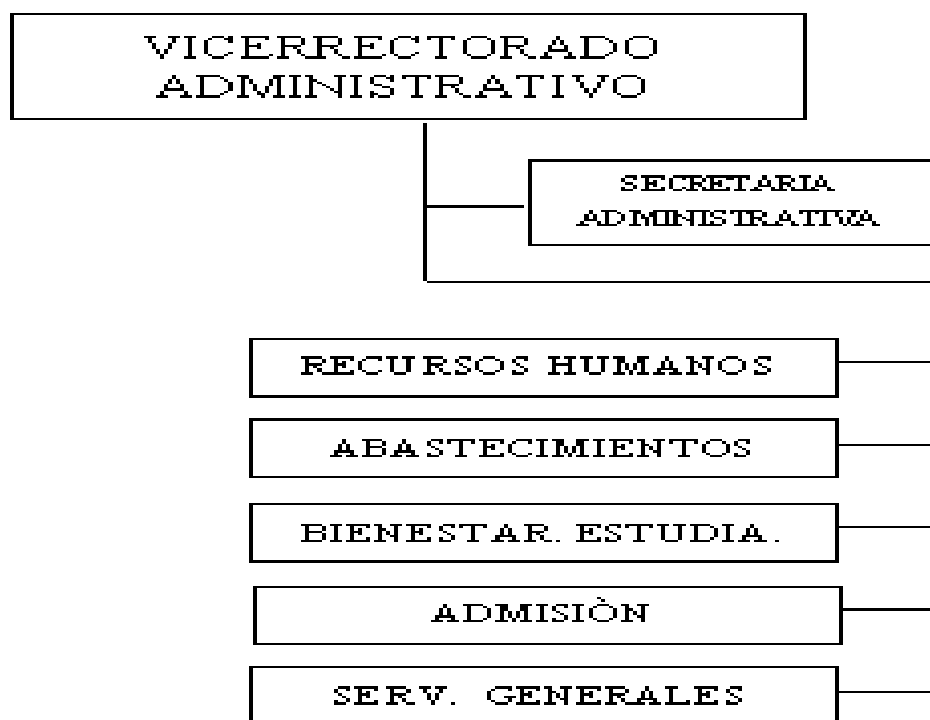 VICERRECTORADO
ADMINISTRATIVO
SECRETARIA
ADMINISTRATIVA
RECURSOS HUMANOS
ABASTECIMIENTOS
BIENESTAR. ESTUDIA.
ADMISIÒN
SERV. GENERALES